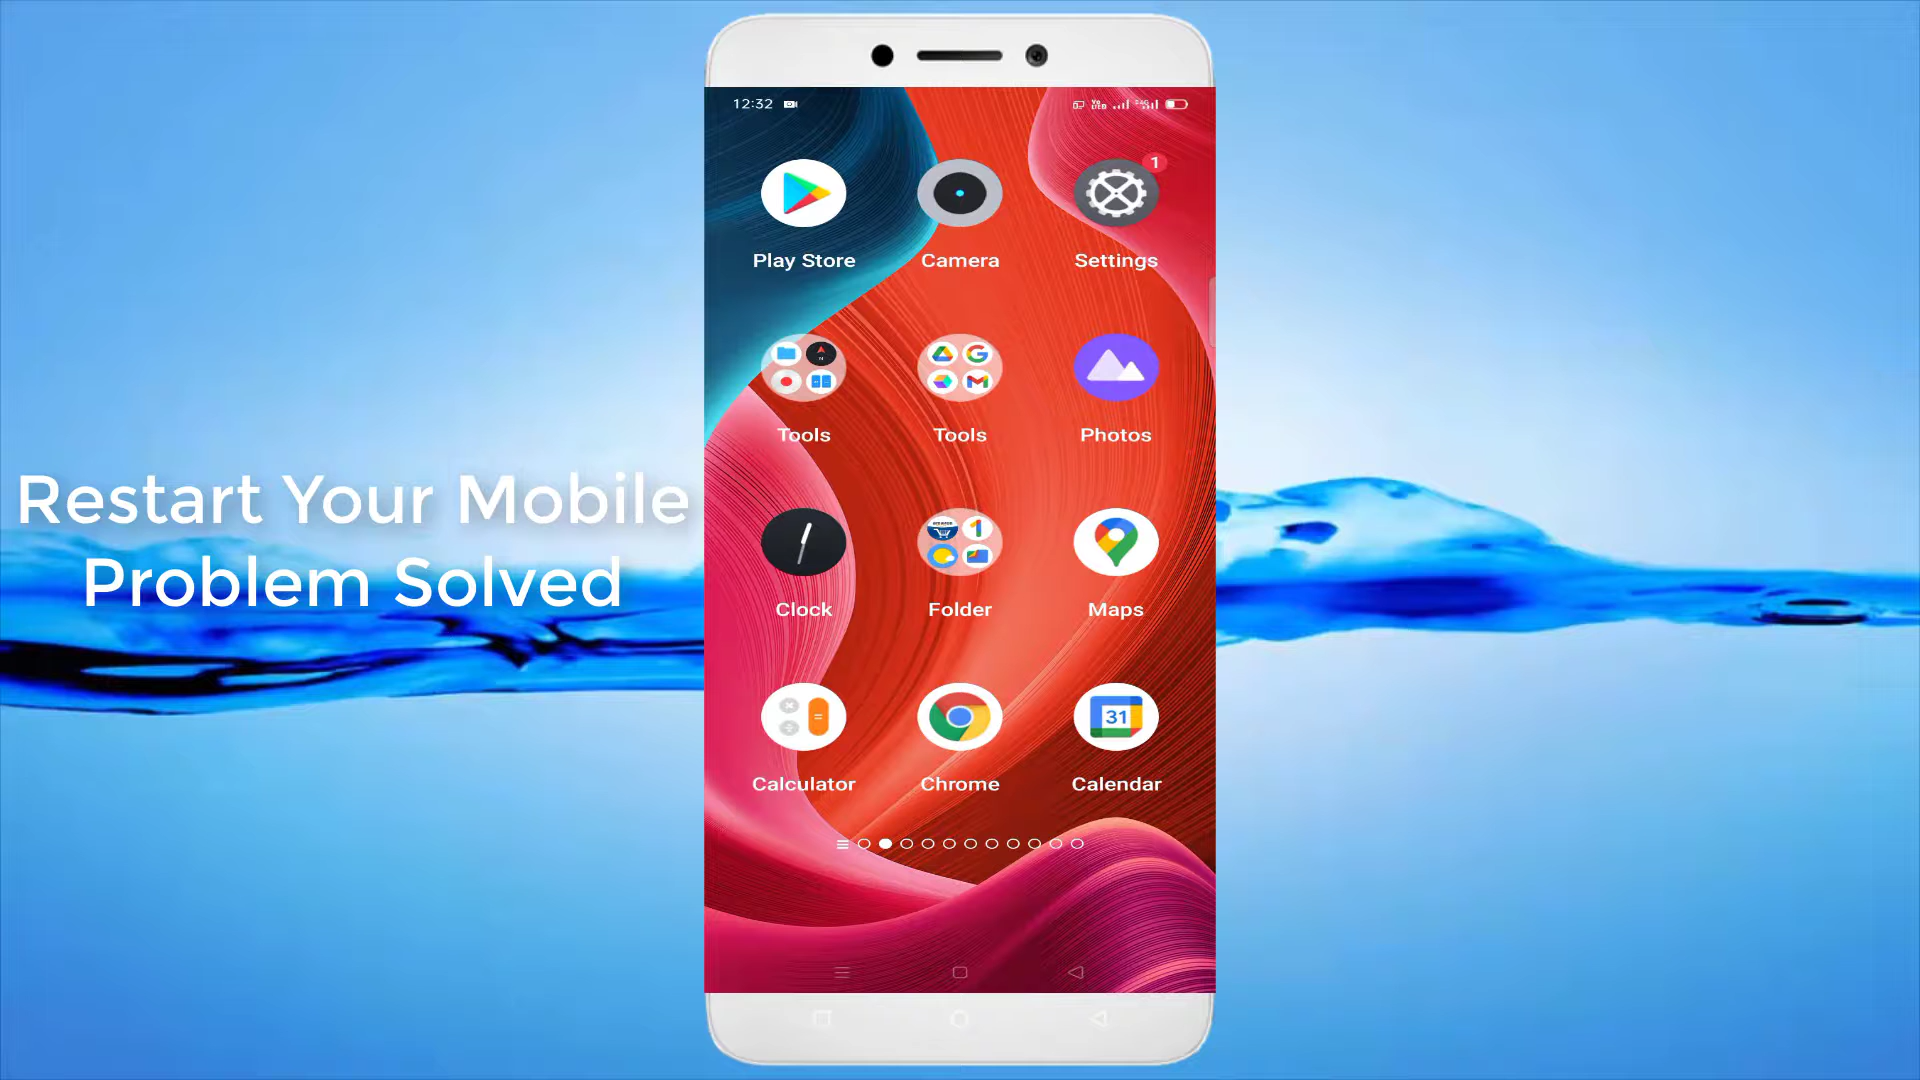 12:32
1
Play Store Camera Settings
Tools Tools Photos
Restart Your Mobile
Problem Solved
Clock Folder Maps
31
Calculator Chrome Calendar